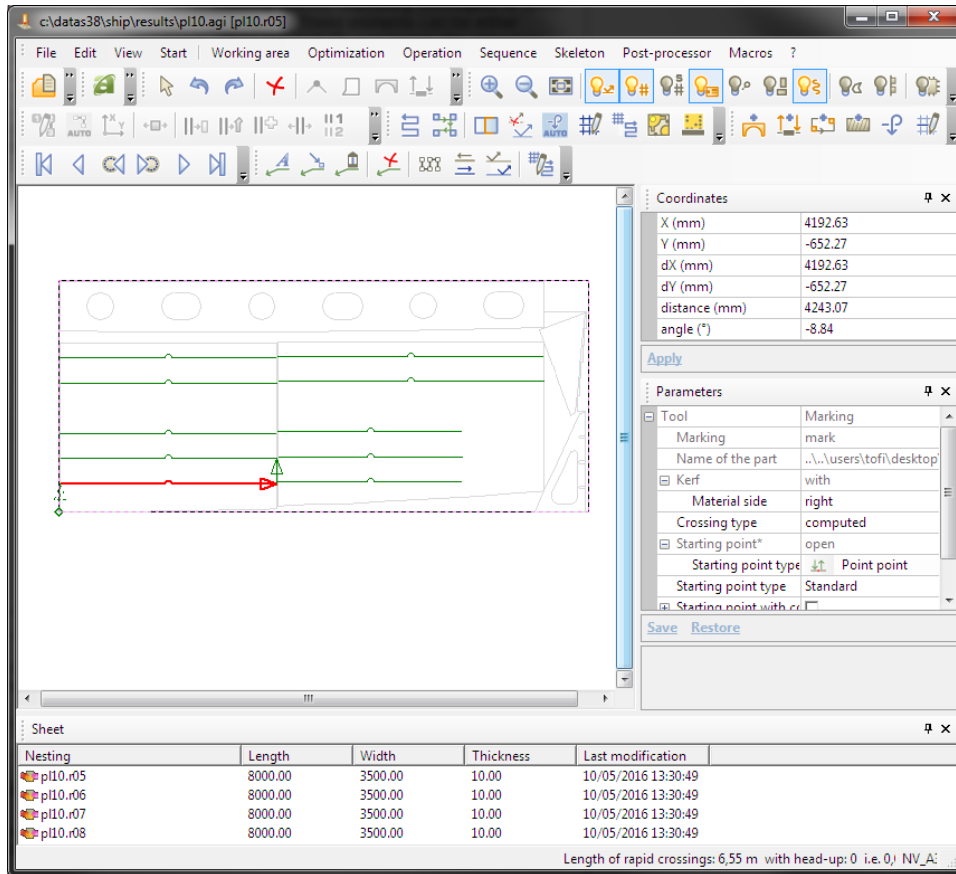 c:\datas38\ship\results\pl10.agi [pl10.r05]
File Edit View Start Working area Optimization Operation Sequence Skeleton Post-processor Macros ?
AUTO AUTO
Coordinates
X (mm) 4192.63
Y (mm) -652.27
dX (mm) 4192.63
dY (mm) -652.27
distance (mm) 4243.07
angle (°) -8.84
Apply
Parameters
Tool Marking
Marking mark
Name of the part ..\..\users\tofi\desktop\
Kerf with
Material side right
Crossing type computed
Starting point* open
Starting point type Point point
Starting point type Standard
Starting point with
Save Restore
Sheet
Nesting Length Width Thickness Last modification
pl10.r05 8000.00 3500.00 10.00 10/05/2016 13:30:49
pl10.r06 8000.00 3500.00 10.00 10/05/2016 13:30:49
pl10.r07 8000.00 3500.00 10.00 10/05/2016 13:30:49
pl10.r08 8000.00 3500.00 10.00 10/05/2016 13:30:49
Length of rapid crossings: 6,55 m with head-up: 0 i.e. 0,( NV_A: